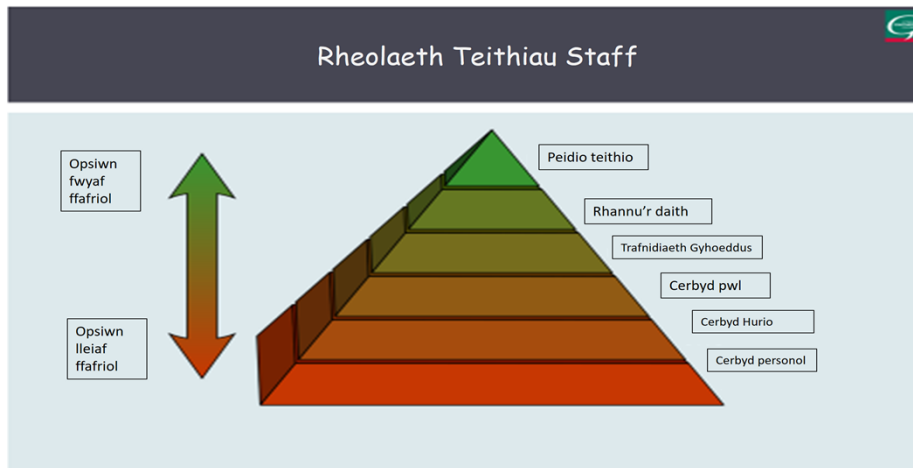 Rheolaeth Teithiau Staff
Opsiwn
fwyaf
ffafriol
Peidio teithio
Rhannu'r daith
Trafnidiaeth Gyhoeddus
Cerbyd pwl
Cerbyd Hurio
Cerbyd personol
Opsiwn
lleiaf
ffafriol